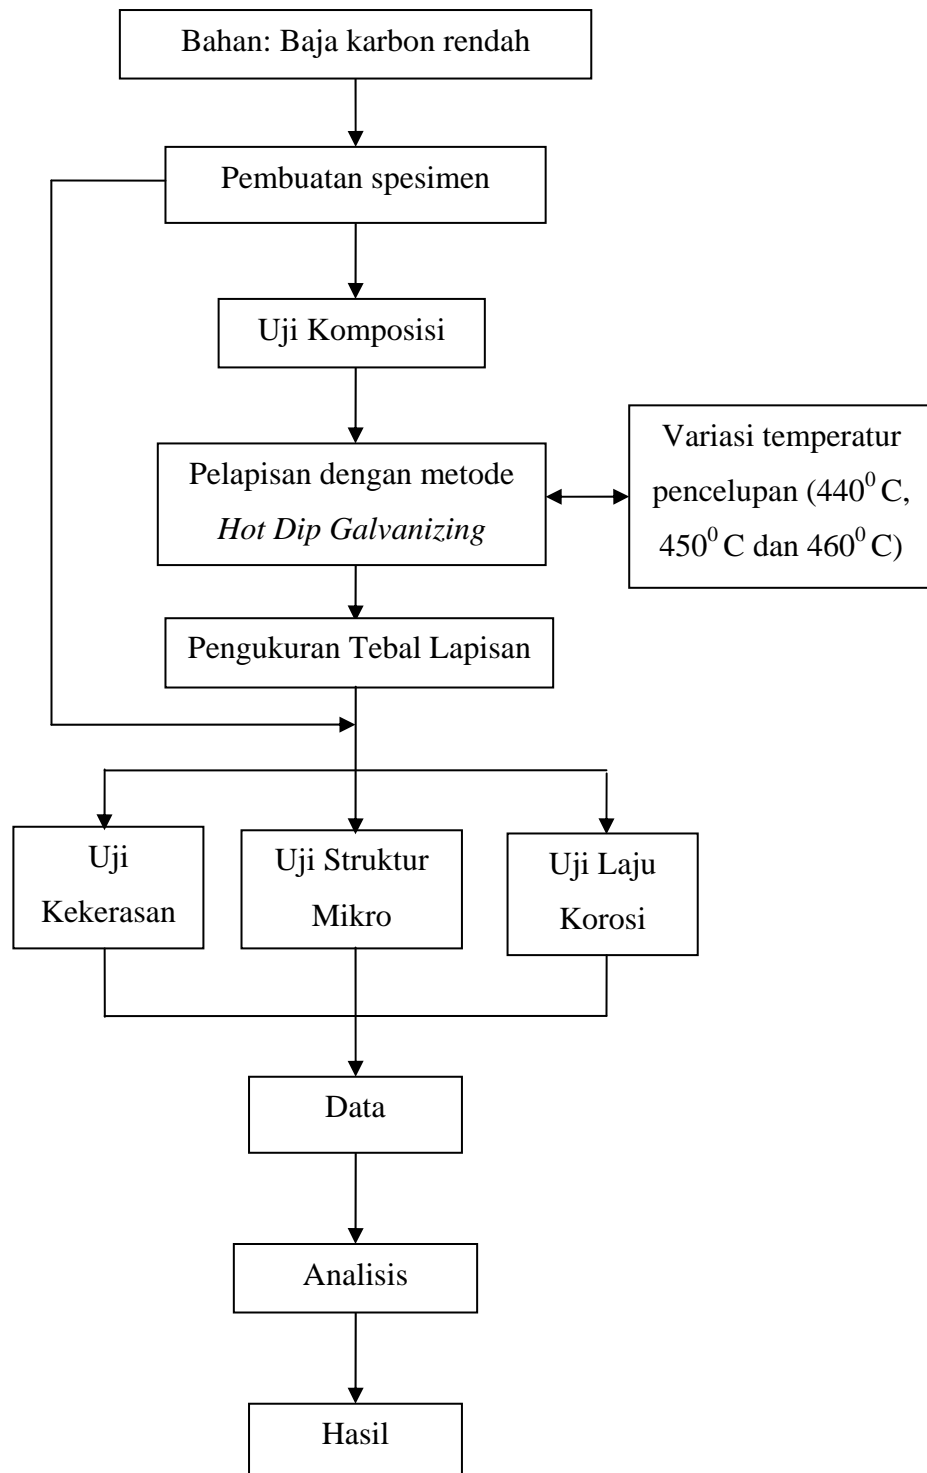 Bahan: Baja karbon rendah
Pembuatan spesimen
Uji Komposisi
Pelapisan dengan metode
Hot Dip Galvanizing
Variasi temperatur
pencelupan (440⁰ C,
450⁰ C dan 460⁰ C)
Pengukuran Tebal Lapisan
Uji
Kekerasan
Uji Struktur
Mikro
Uji Laju
Korosi
Data
Analisis
Hasil